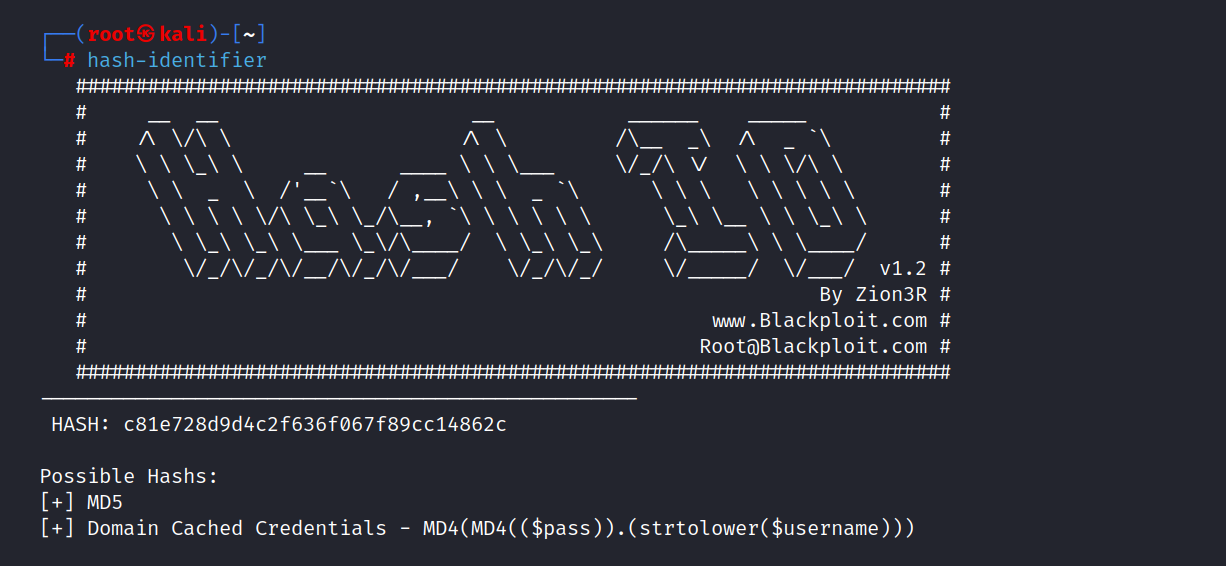 ┌──(root㉿kali)-[~]
└─# hash-identifier
   #########################################################################
   #     __  __                     __           ______    _____           #
   #    /\ \/\ \                   /\ \         /\__  _\  /\  _ `\         #
   #    \ \ \_\ \     __      ____ \ \ \___     \/_/\ \/  \ \ \/\ \        #
   #     \ \  _  \  /'__`\   / ,__\ \ \  _ `\      \ \ \   \ \ \ \ \       #
   #      \ \ \ \ \/\ \_\ \_/\__, `\ \ \ \ \ \      \_\ \__ \ \ \_\ \      #
   #       \ \_\ \_\ \___ \_\/\____/  \ \_\ \_\     /\_____\ \ \____/      #
   #        \/_/\/_/\/__/\/_/\/___/    \/_/\/_/     \/_____/  \/___/  v1.2 #
   #                                                             By Zion3R #
   #                                                    www.Blackploit.com #
   #                                                   Root@Blackploit.com #
   #########################################################################
--------------------------------------------------
 HASH: c81e728d9d4c2f636f067f89cc14862c

Possible Hashs:
[+] MD5
[+] Domain Cached Credentials - MD4(MD4(($pass)).(strtolower($username)))